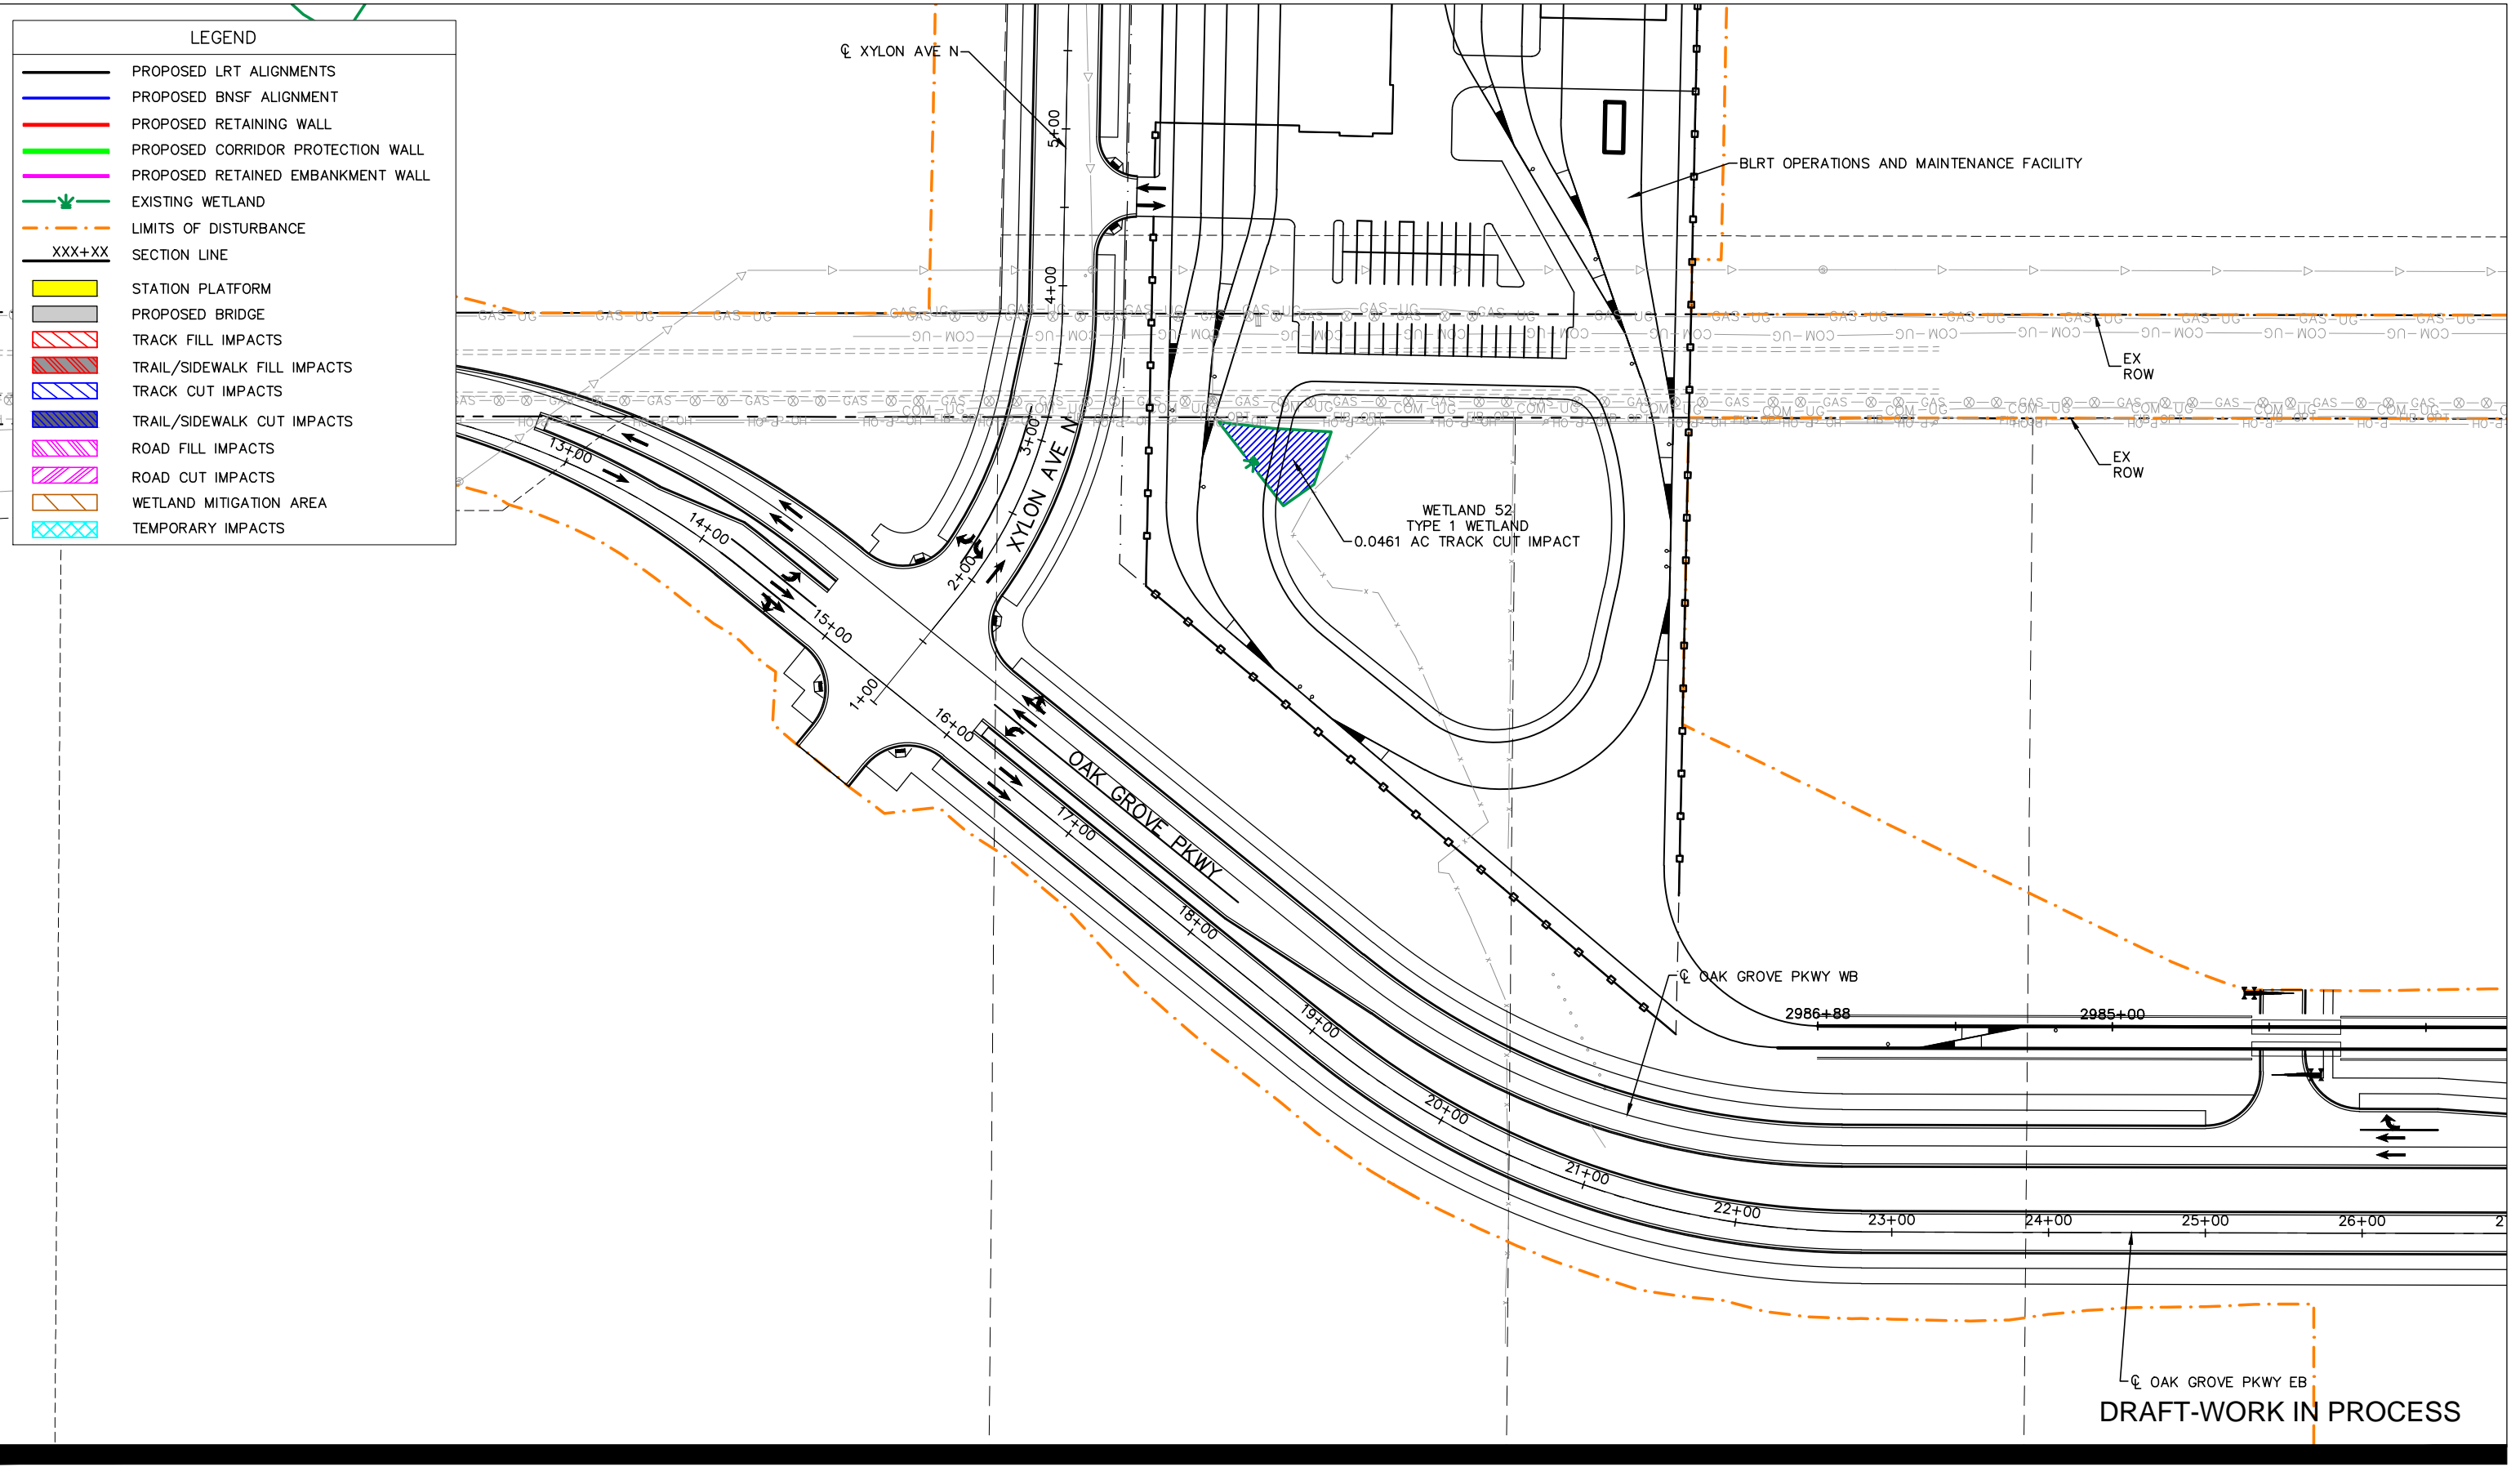 LEGEND
PROPOSED LRT ALIGNMENTS
PROPOSED BNSF ALIGNMENT
PROPOSED RETAINING WALL
PROPOSED CORRIDOR PROTECTION WALL
PROPOSED RETAINED EMBANKMENT WALL
EXISTING WETLAND
LIMITS OF DISTURBANCE
XXX+XX SECTION LINE
STATION PLATFORM
PROPOSED BRIDGE
TRACK FILL IMPACTS
TRAIL/SIDEWALK FILL IMPACTS
TRACK CUT IMPACTS
TRAIL/SIDEWALK CUT IMPACTS
ROAD FILL IMPACTS
ROAD CUT IMPACTS
WETLAND MITIGATION AREA
TEMPORARY IMPACTS
℄ XYLON AVE N
5+00
4+00
3+00
2+00
1+00
XYLON AVE N
BLRT OPERATIONS AND MAINTENANCE FACILITY
EX
ROW
EX
ROW
WETLAND 52
TYPE 1 WETLAND
0.0461 AC TRACK CUT IMPACT
13+00
14+00
15+00
16+00
17+00
18+00
19+00
20+00
21+00
22+00
23+00
24+00
25+00
26+00
OAK GROVE PKWY
℄ OAK GROVE PKWY WB
2986+88
2985+00
℄ OAK GROVE PKWY EB
DRAFT-WORK IN PROCESS